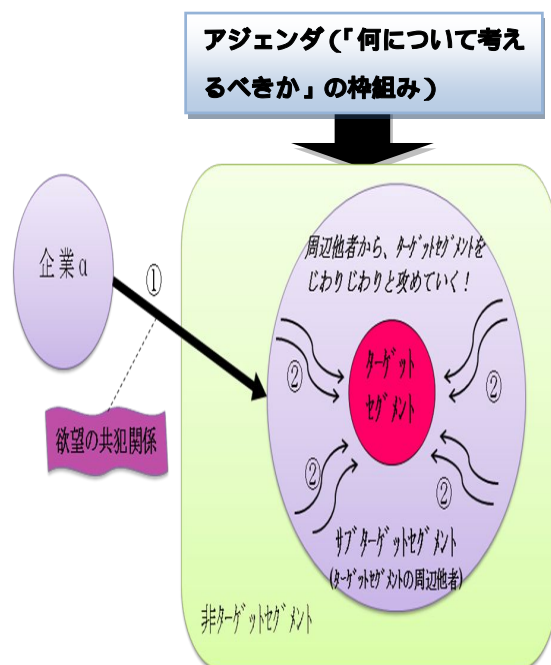 アジェンダ(「何について考え
るべきか」の枠組み)
企業α
①
周辺他者から、ターゲットセグメントを
じわりじわりと攻めていく!
②
②
ターゲット
セグメント
欲望の共犯関係
②
②
サブターゲットセグメント
(ターゲットセグメントの周辺他者)
非ターゲットセグメント